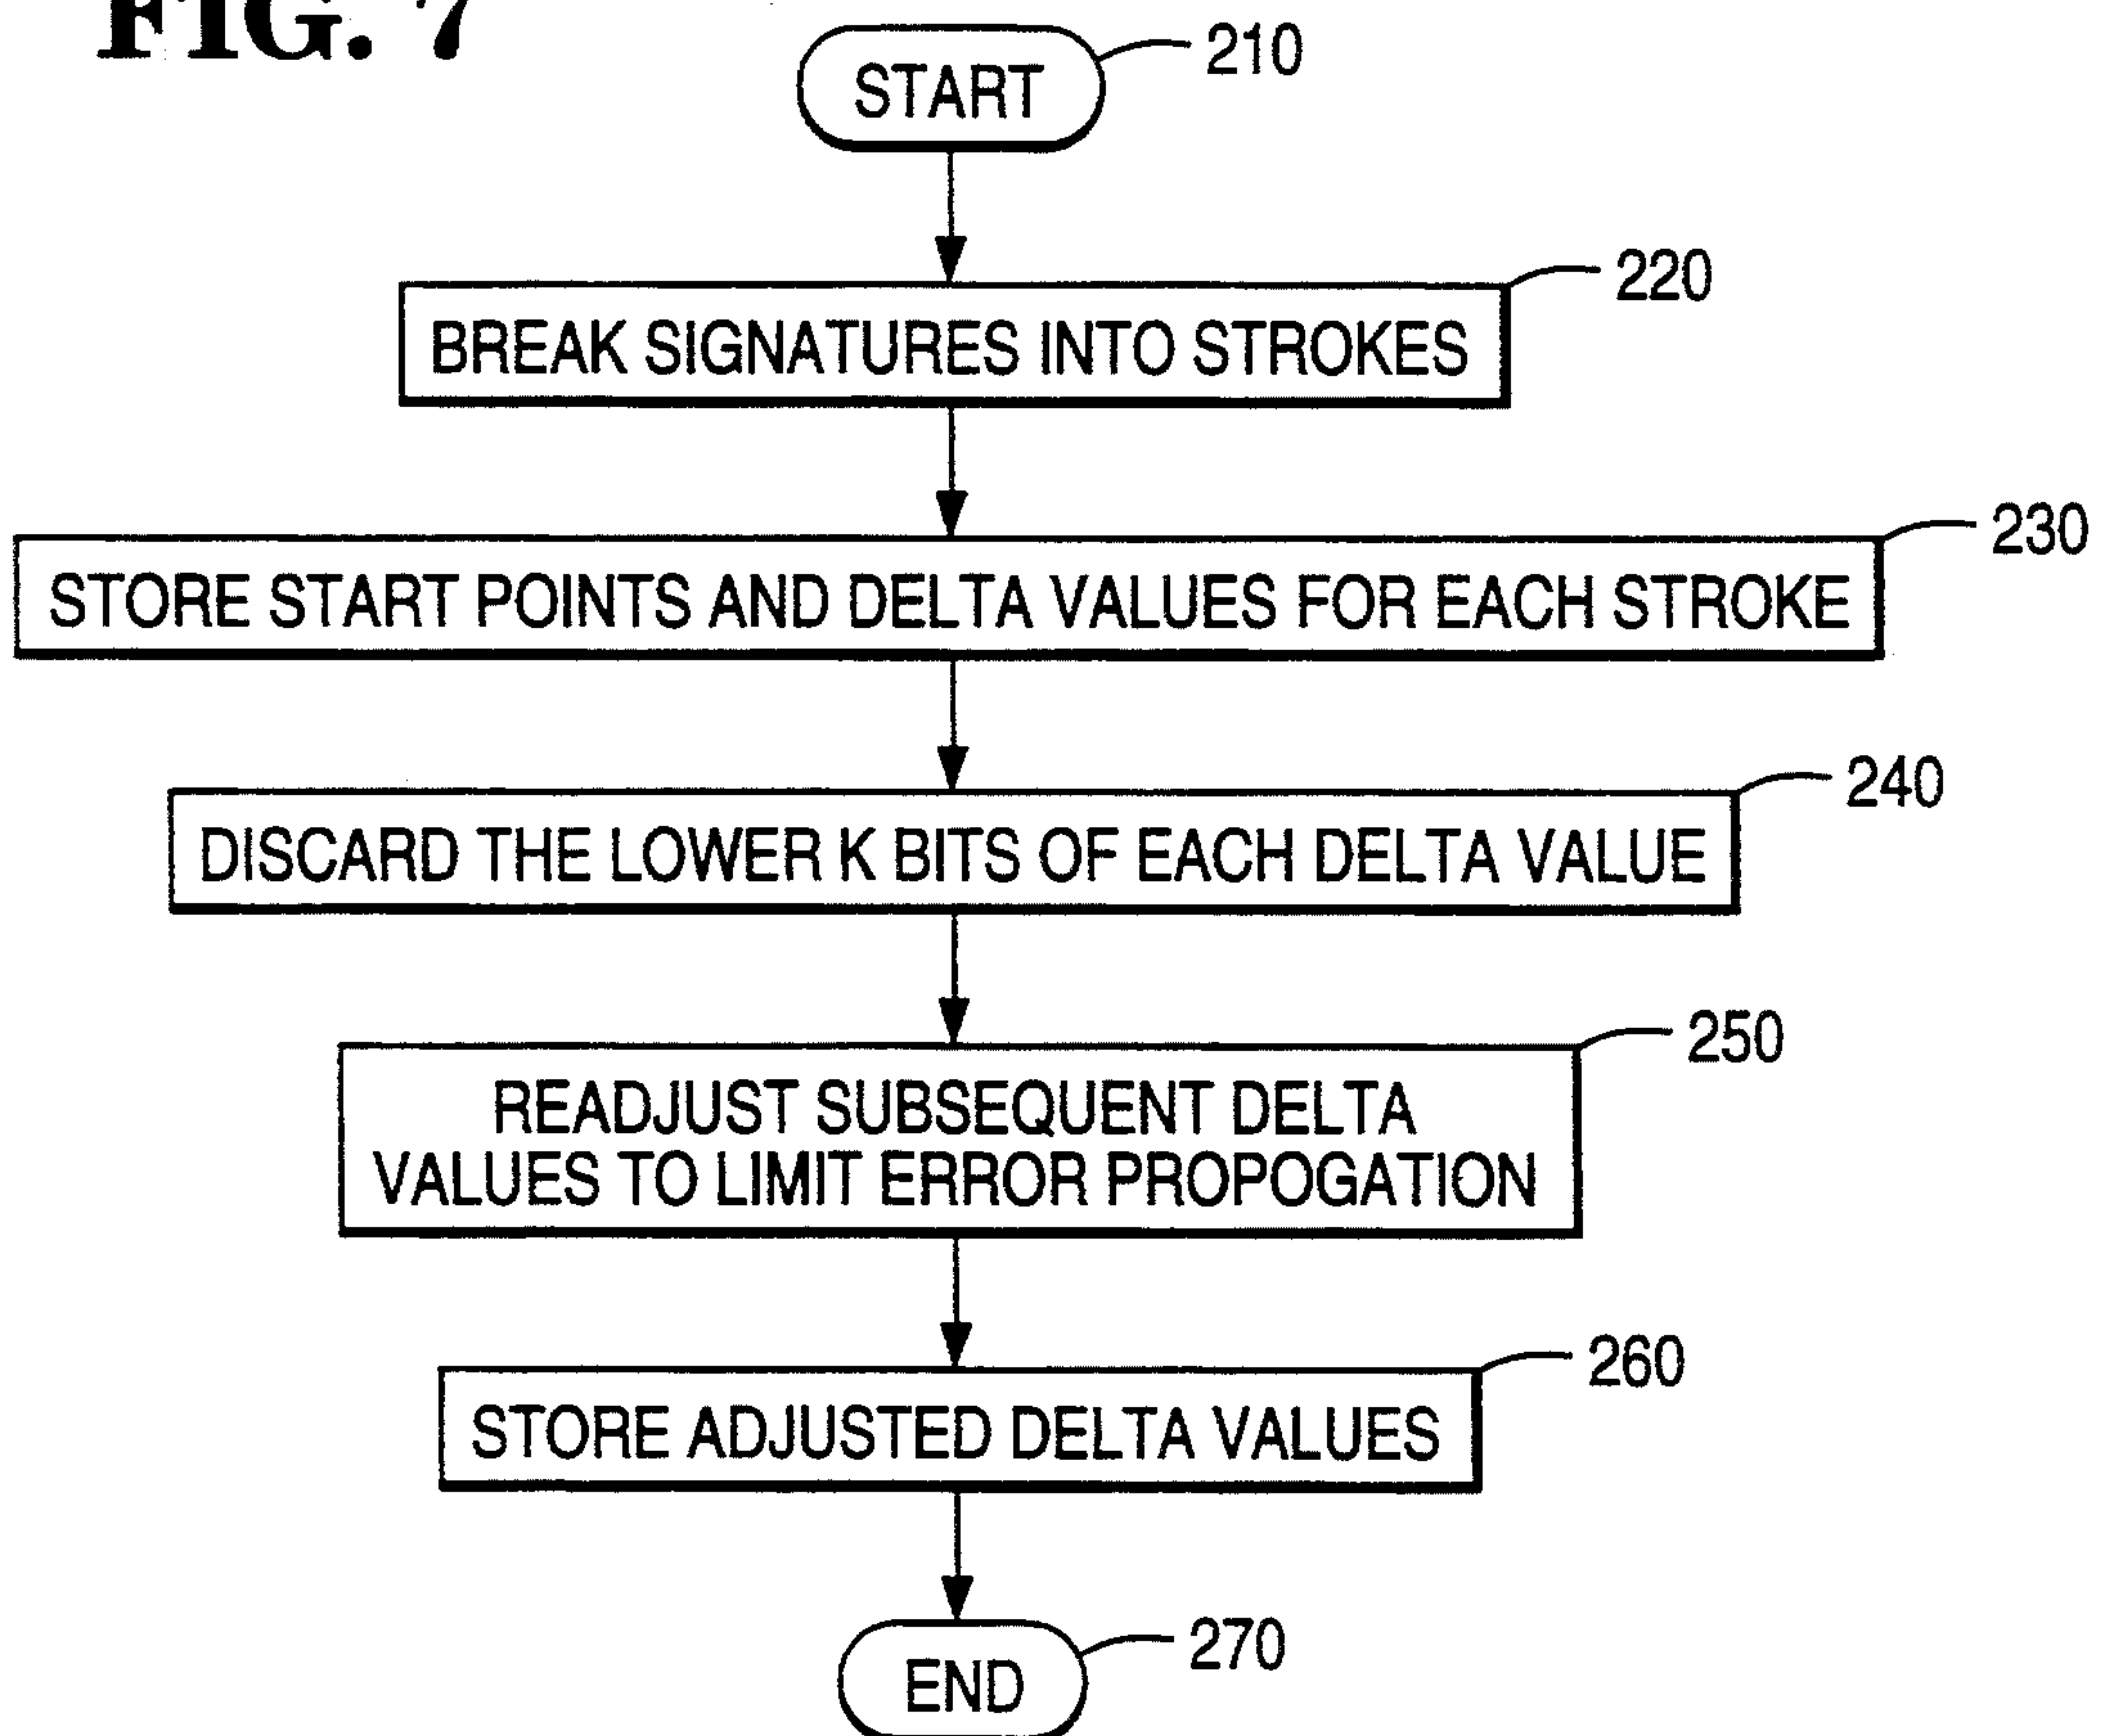 FIG. 7
START
210
BREAK SIGNATURES INTO STROKES
220
STORE START POINTS AND DELTA VALUES FOR EACH STROKE
230
DISCARD THE LOWER K BITS OF EACH DELTA VALUE
240
READJUST SUBSEQUENT DELTA
VALUES TO LIMIT ERROR PROPOGATION
250
STORE ADJUSTED DELTA VALUES
260
END
270